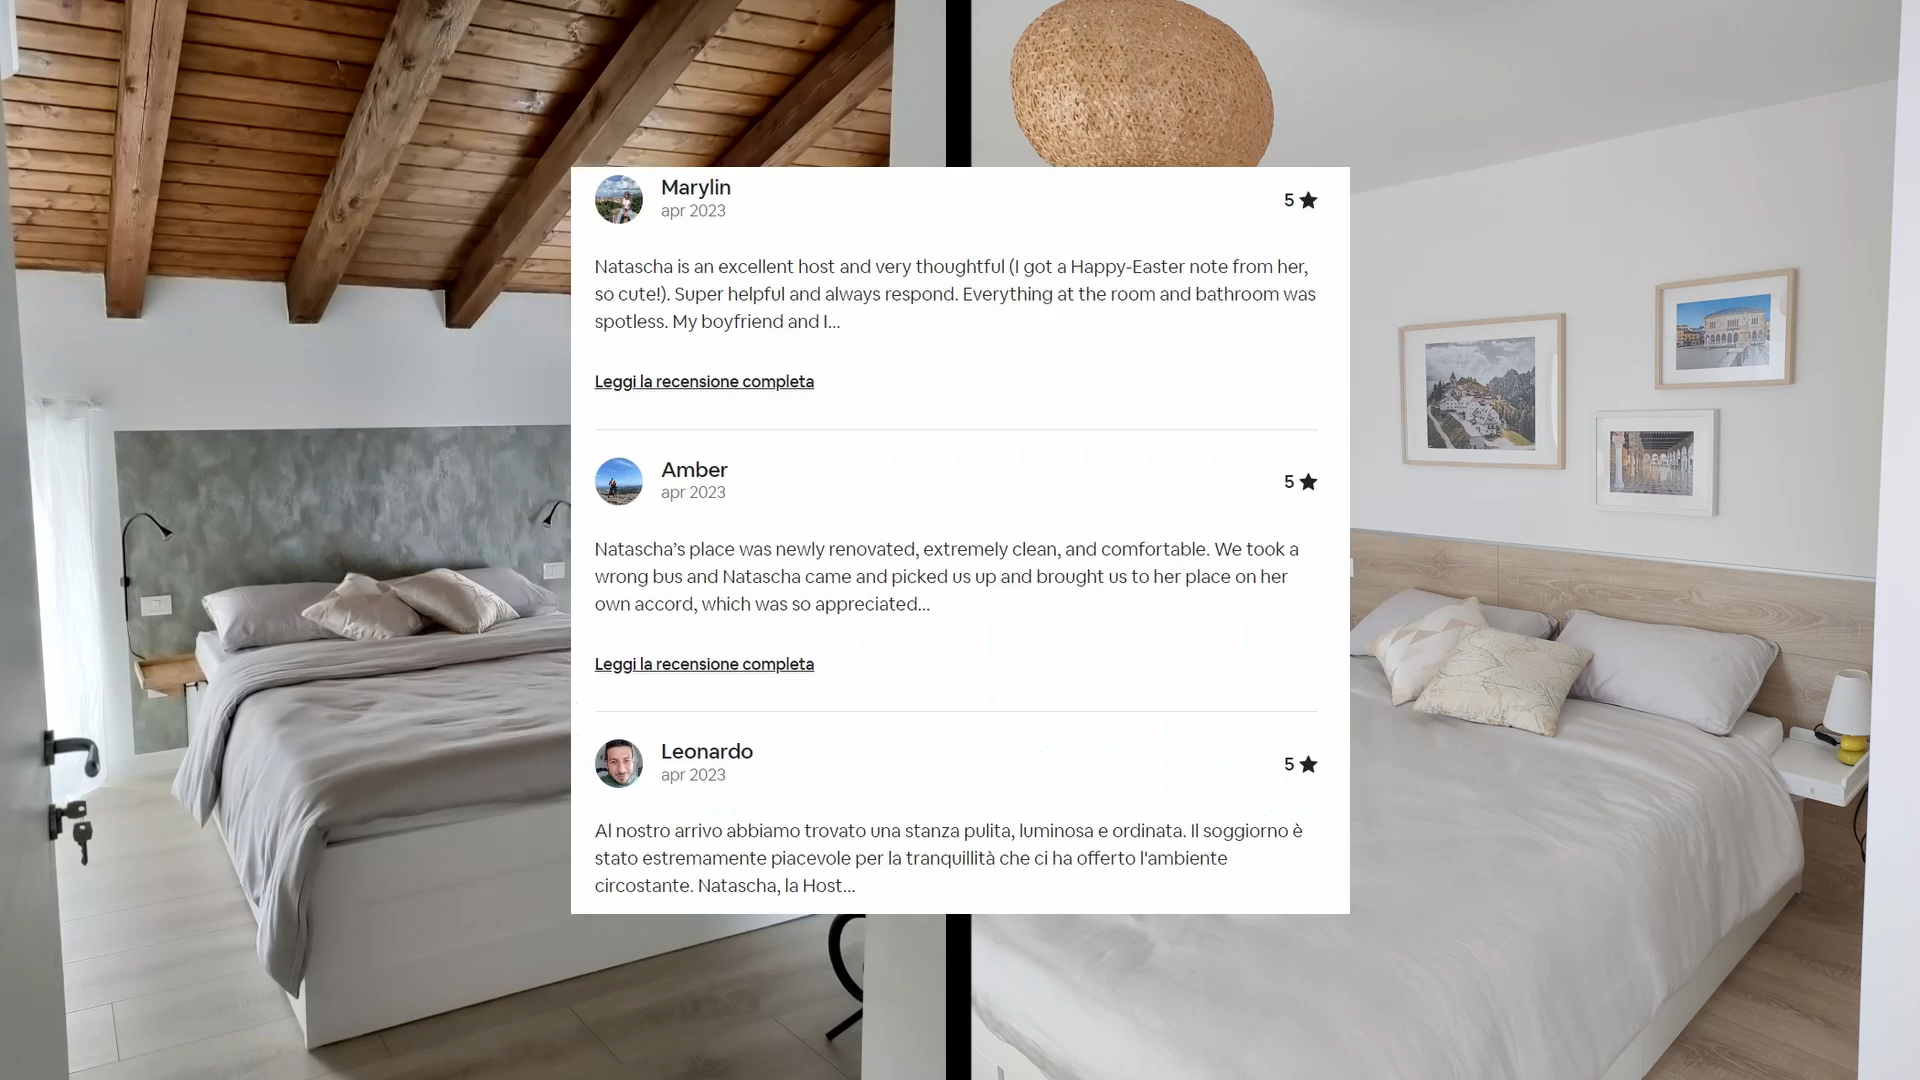 Marylin
apr 2023
5
Natascha is an excellent host and very thoughtful (I got a Happy-Easter note from her,
so cute!). Super helpful and always respond. Everything at the room and bathroom was
spotless. My boyfriend and I...
Leggi la recensione completa
Amber
apr 2023
5
Natascha’s place was newly renovated, extremely clean, and comfortable. We took a
wrong bus and Natascha came and picked us up and brought us to her place on her
own accord, which was so appreciated...
Leggi la recensione completa
Leonardo
apr 2023
5
Al nostro arrivo abbiamo trovato una stanza pulita, luminosa e ordinata. Il soggiorno è
stato estremamente piacevole per la tranquillità che ci ha offerto l'ambiente
circostante. Natascha, la Host...